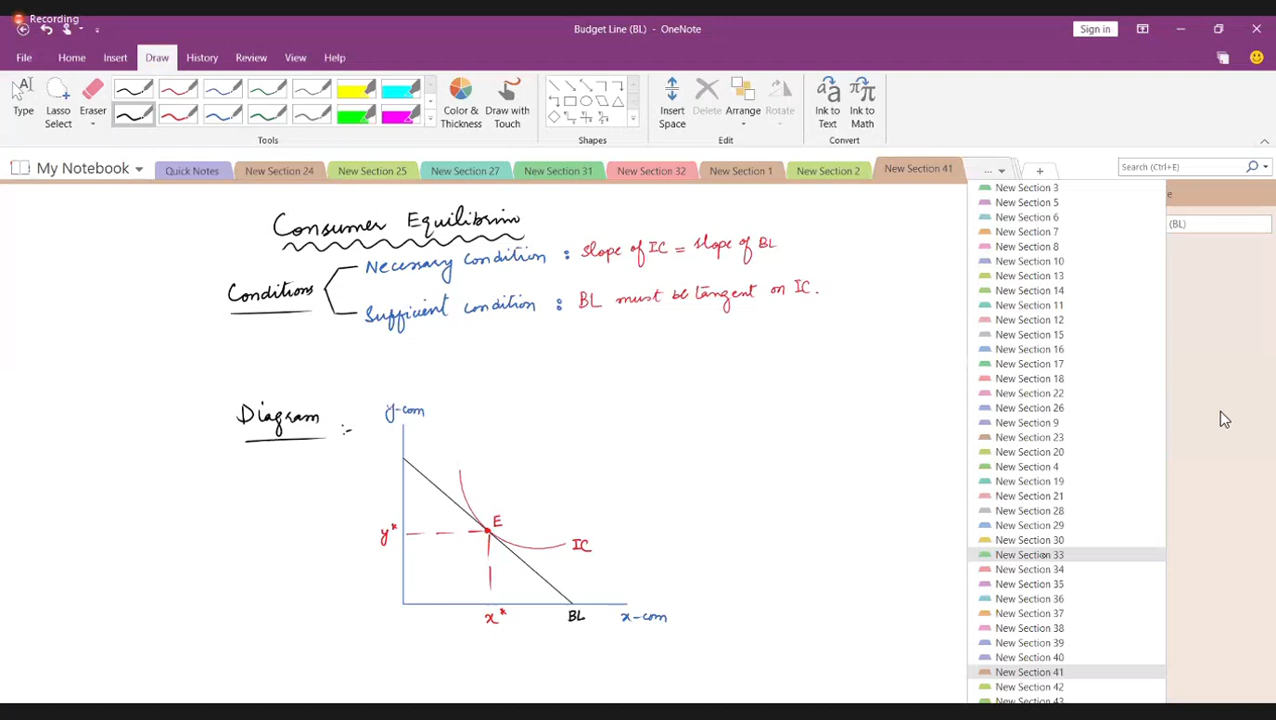 Recording
Budget Line (BL) - OneNote
Sign in
File Home Insert Draw History Review View Help
Type
Lasso Select
Eraser
Color & Thickness
Draw with Touch
Insert Space
Delete
Arrange
Rotate
Ink to Text
Ink to Math
Tools
Shapes
Edit
Convert
My Notebook
Quick Notes
New Section 24
New Section 25
New Section 27
New Section 31
New Section 32
New Section 1
New Section 2
New Section 41
...
Search (Ctrl+E)
Consumer Equilibrim
Conditions
Necessary condition : slope of IC = slope of BL
Sufficient condition : BL must be tangent on IC.
Diagram :-
y-com
E
y*
IC
x*
BL
x-com
New Section 3
New Section 5
New Section 6
New Section 7
New Section 8
New Section 10
New Section 13
New Section 14
New Section 11
New Section 12
New Section 15
New Section 16
New Section 17
New Section 18
New Section 22
New Section 26
New Section 9
New Section 23
New Section 20
New Section 4
New Section 19
New Section 21
New Section 28
New Section 29
New Section 30
New Section 33
New Section 34
New Section 35
New Section 36
New Section 37
New Section 38
New Section 39
New Section 40
New Section 41
New Section 42
New Section 43
(BL)